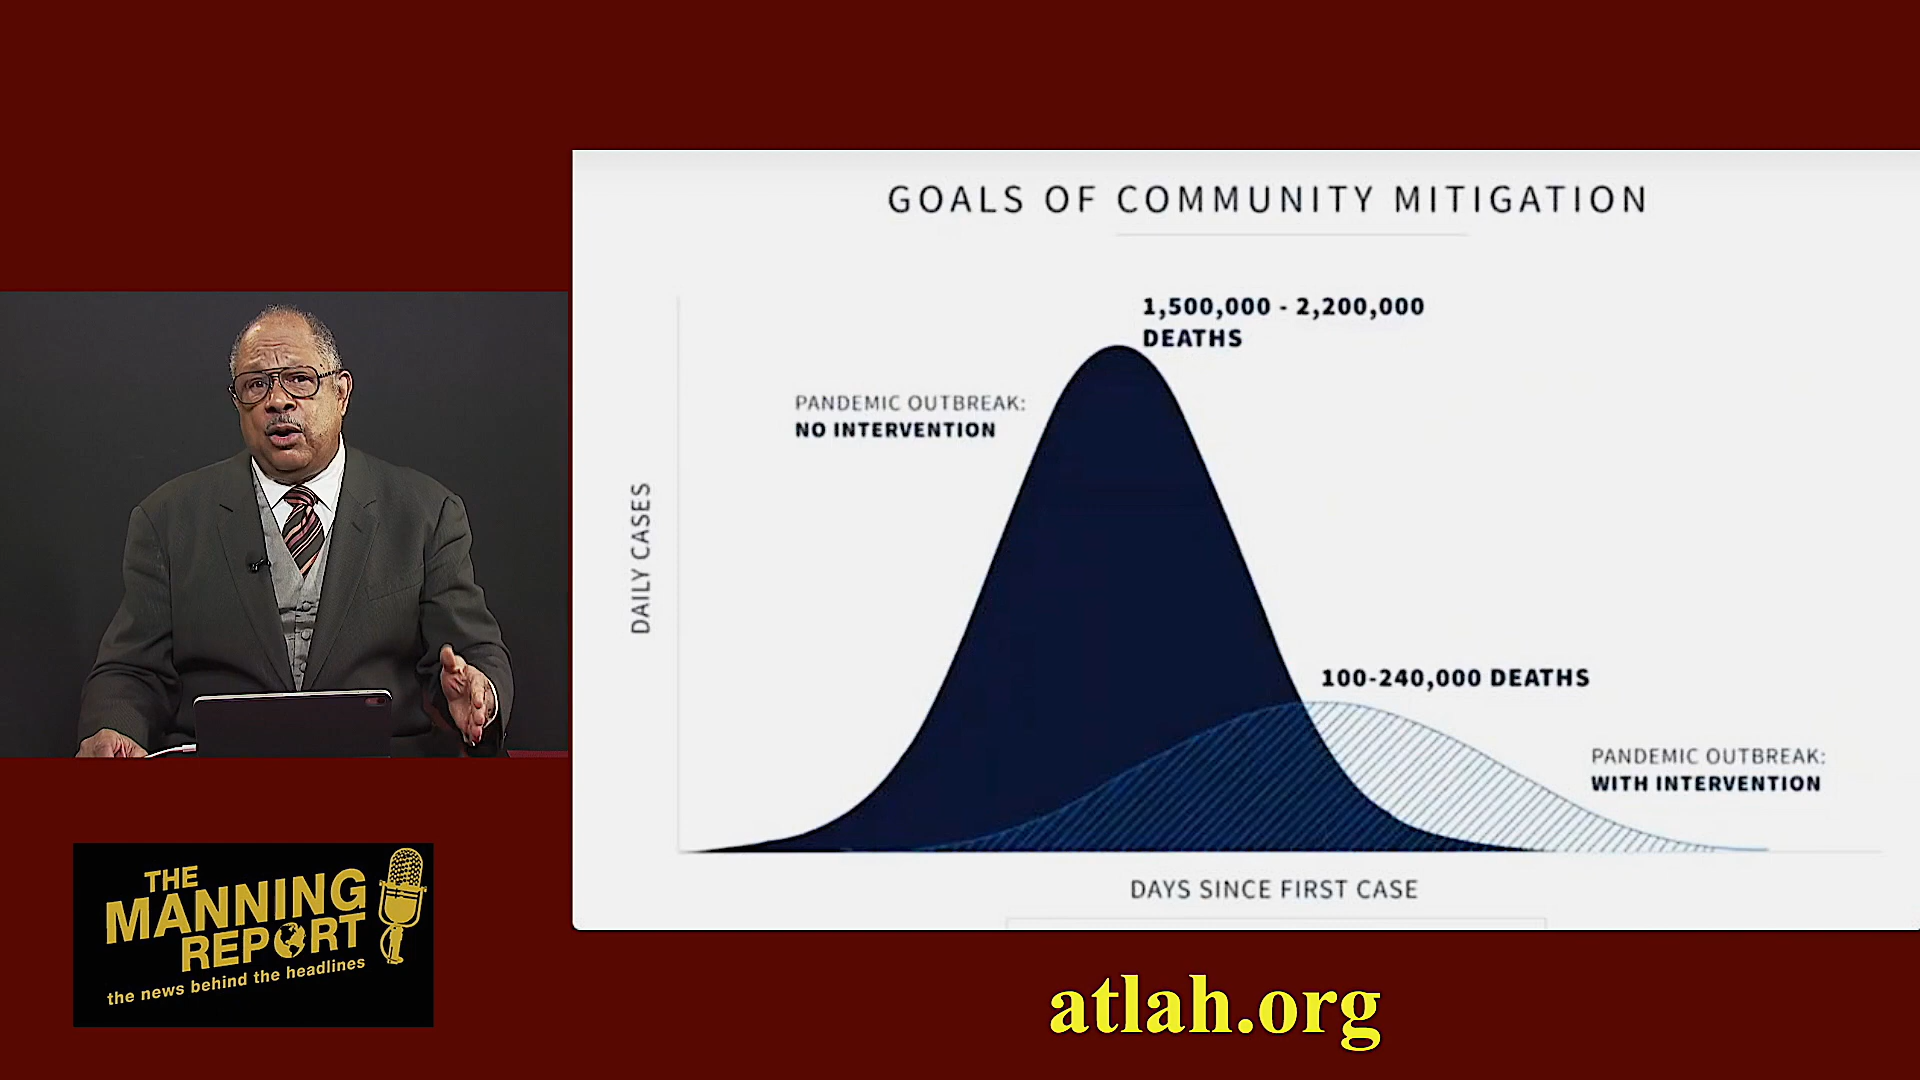 GOALS OF COMMUNITY MITIGATION
1,500,000 - 2,200,000
DEATHS
PANDEMIC OUTBREAK:
NO INTERVENTION
DAILY CASES
100-240,000 DEATHS
PANDEMIC OUTBREAK:
WITH INTERVENTION
DAYS SINCE FIRST CASE
THE
MANNING
REPORT
the news behind the headlines
atlah.org